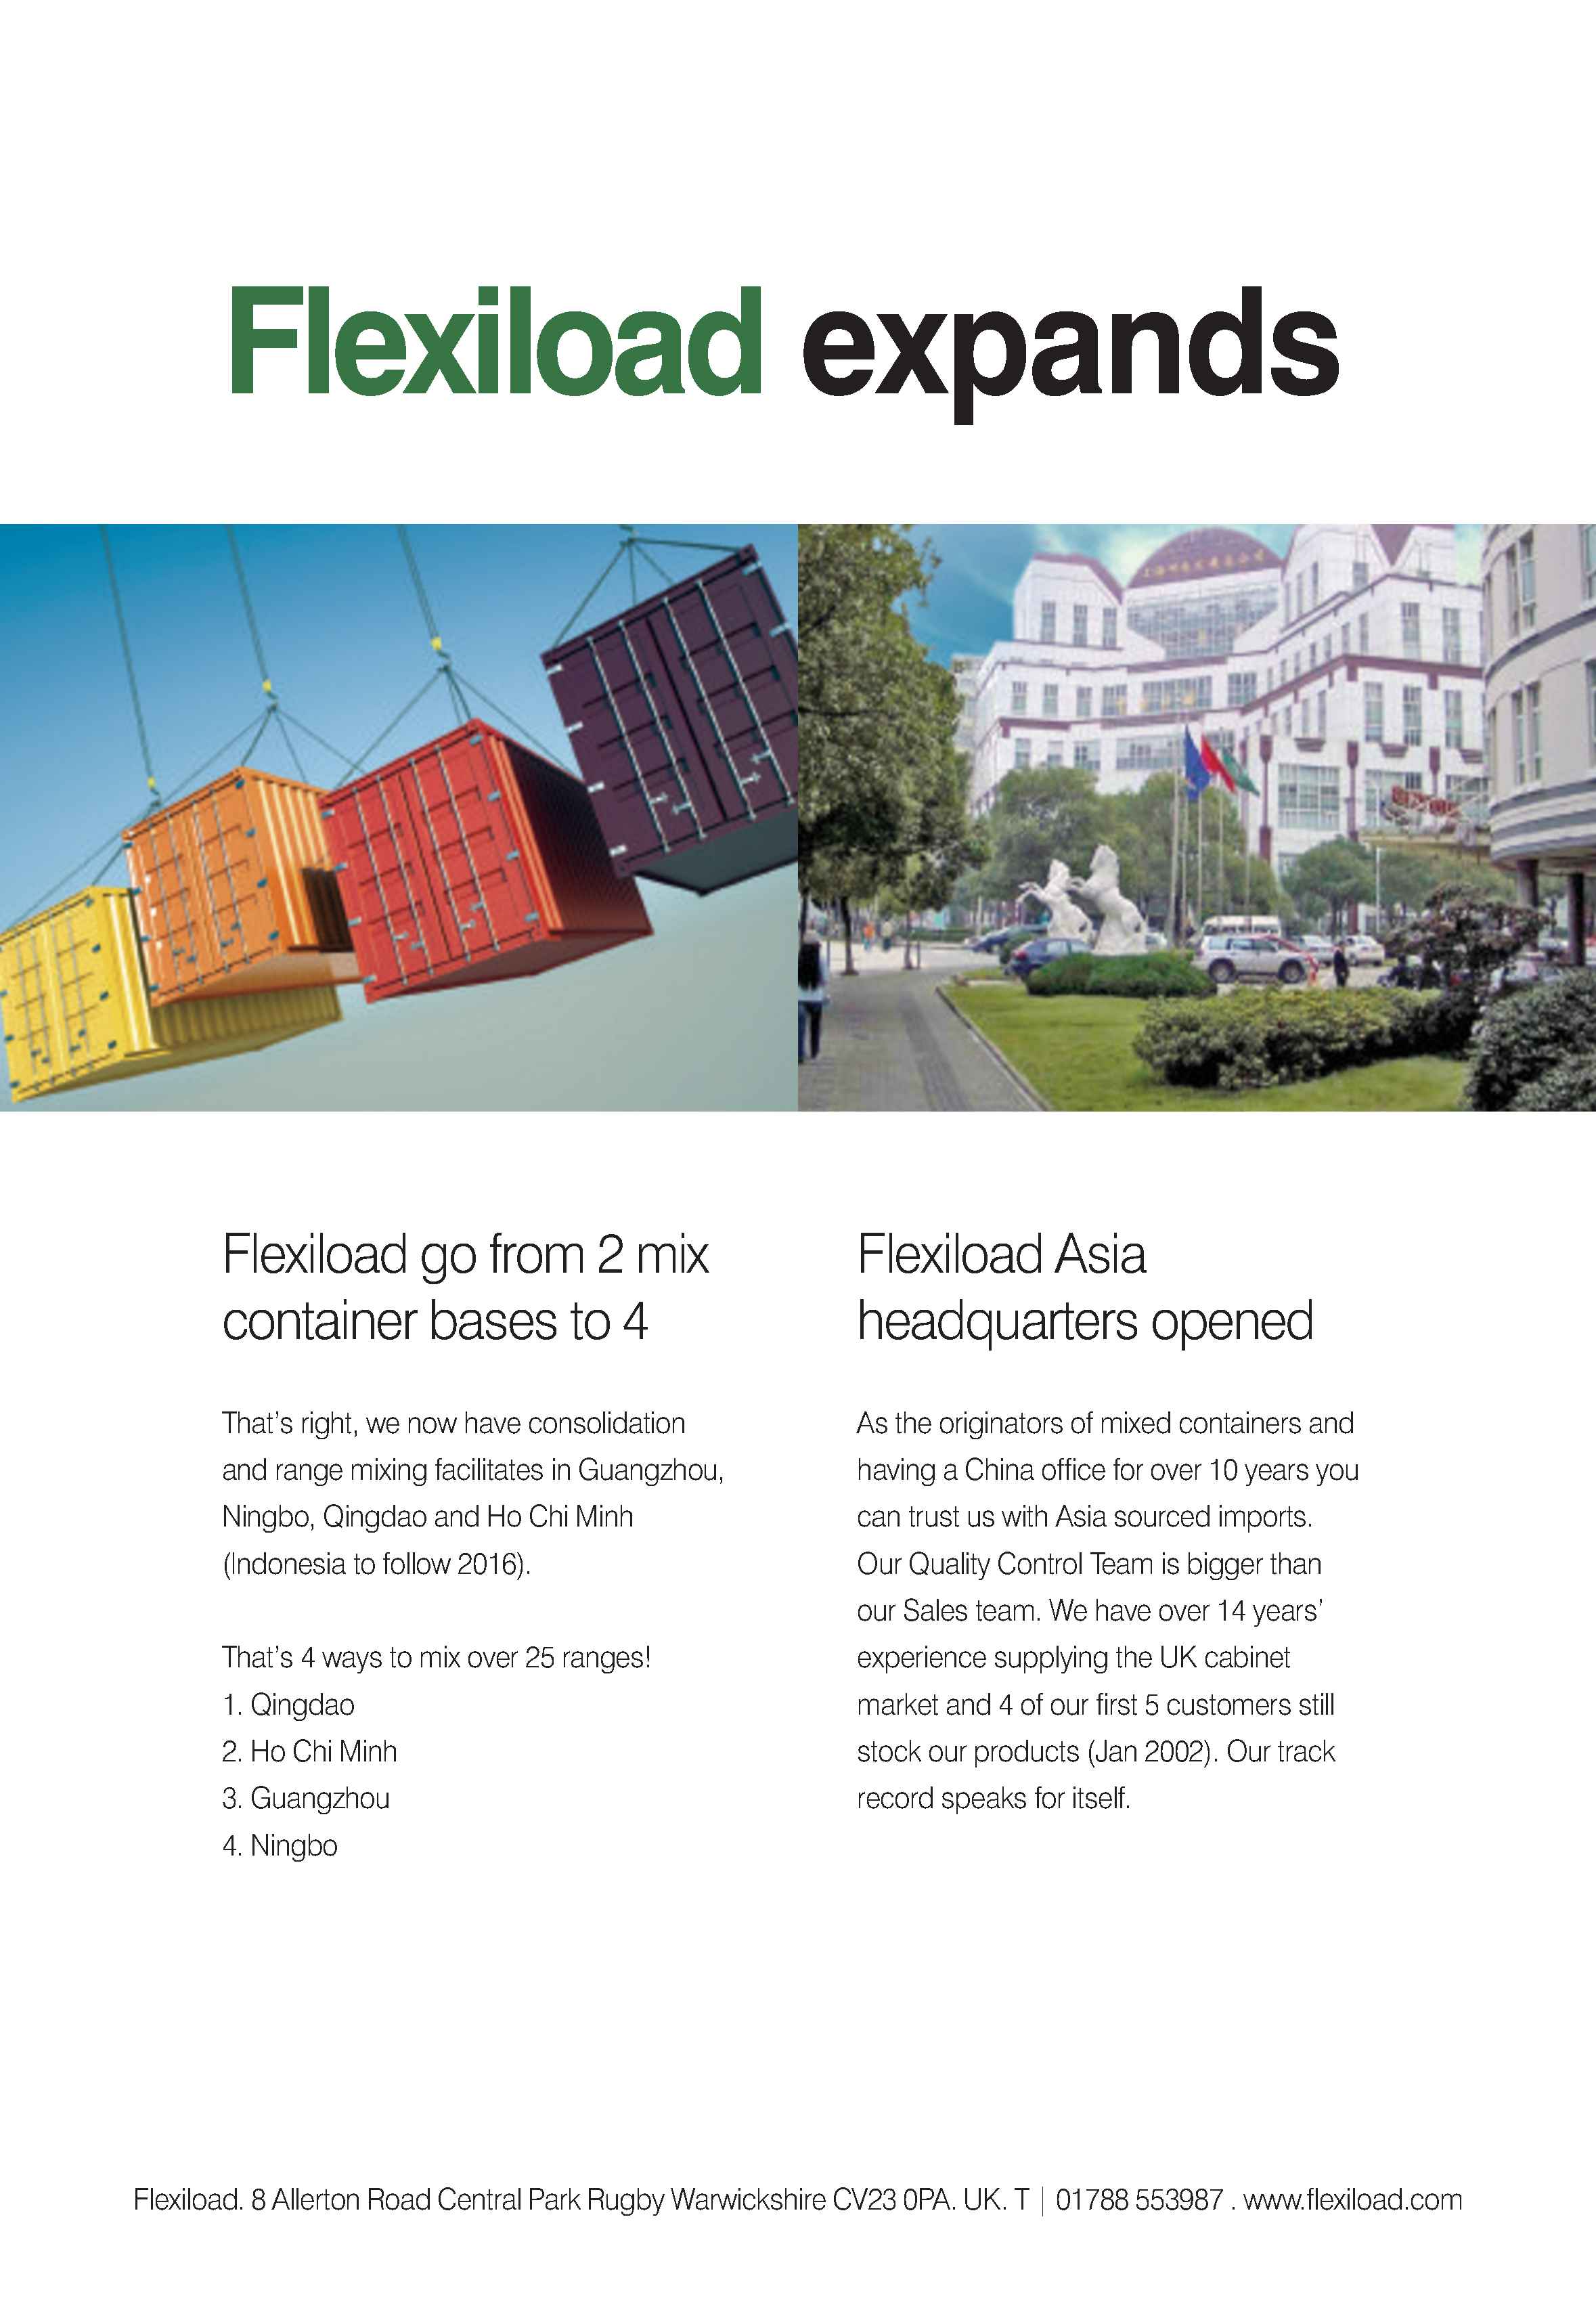 Flexiload expands
Flexiload go from 2 mix
container bases to 4
That's right, we now have consolidation
and range mixing facilitates in Guangzhou,
Ningbo, Qingdao and Ho Chi Minh
(Indonesia to follow 2016).
That's 4 ways to mix over 25 ranges!
1. Qingdao
2. Ho Chi Minh
3. Guangzhou
4. Ningbo
Flexiload Asia
headquarters opened
As the originators of mixed containers and
having a China office for over 10 years you
can trust us with Asia sourced imports.
Our Quality Control Team is bigger than
our Sales team. We have over 14 years'
experience supplying the UK cabinet
market and 4 of our first 5 customers still
stock our products (Jan 2002). Our track
record speaks for itself.
Flexiload. 8 Allerton Road Central Park Rugby Warwickshire CV23 0PA. UK. T | 01788 553987 . www.flexiload.com